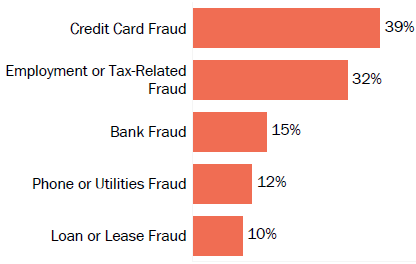 Credit Card Fraud 39%
Employment or Tax-Related
Fraud 32%
Bank Fraud 15%
Phone or Utilities Fraud 12%
Loan or Lease Fraud 10%